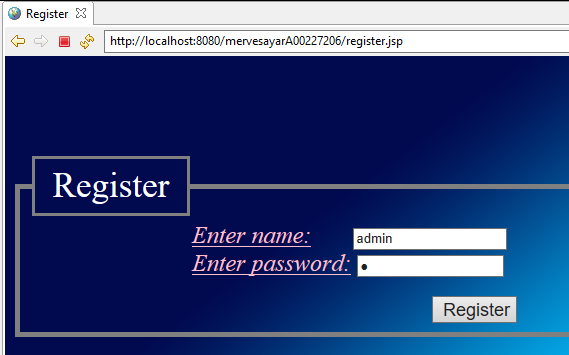 Register
http://localhost:8080/mervesayarA00227206/register.jsp
Register
Enter name: admin
Enter password: •
Register